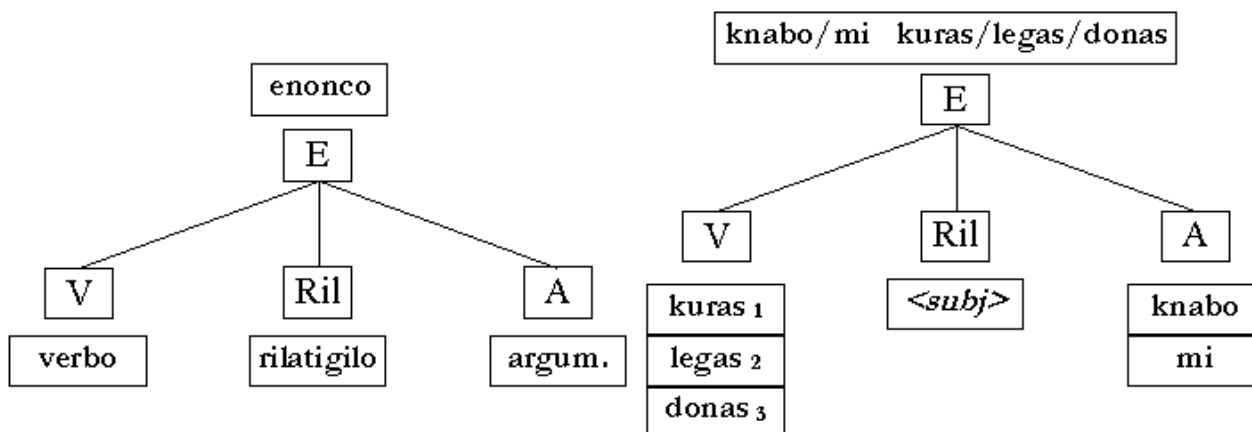 enonco
E
V Ril A
verbo rilatigilo argum.
knabo/mi kuras/legas/donas
E
V Ril A
kuras 1 <subj> knabo
legas 2 mi
donas 3